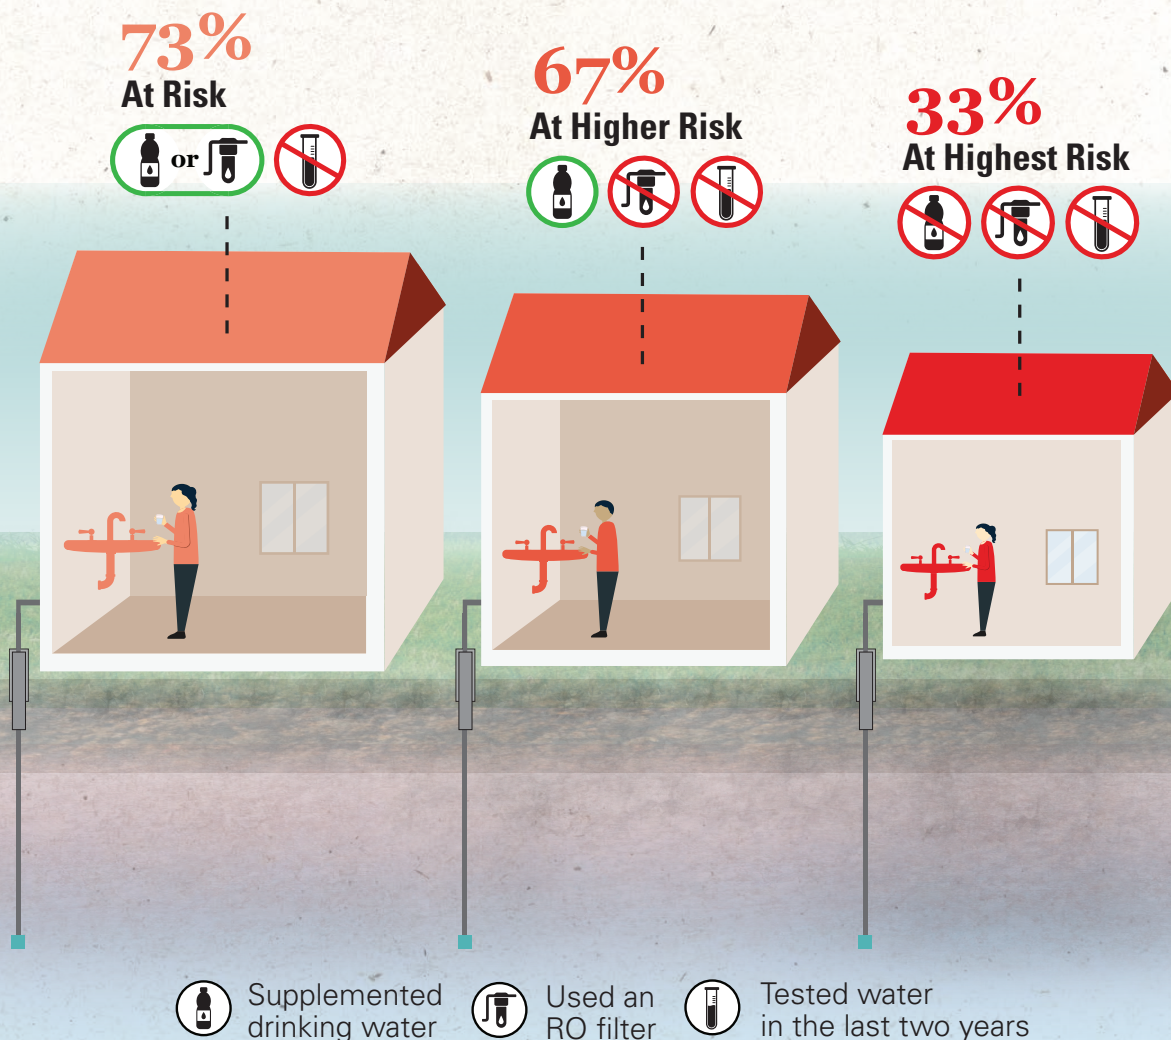 73%
At Risk
or
67%
At Higher Risk
33%
At Highest Risk
Supplemented
drinking water
Used an
RO filter
Tested water
in the last two years